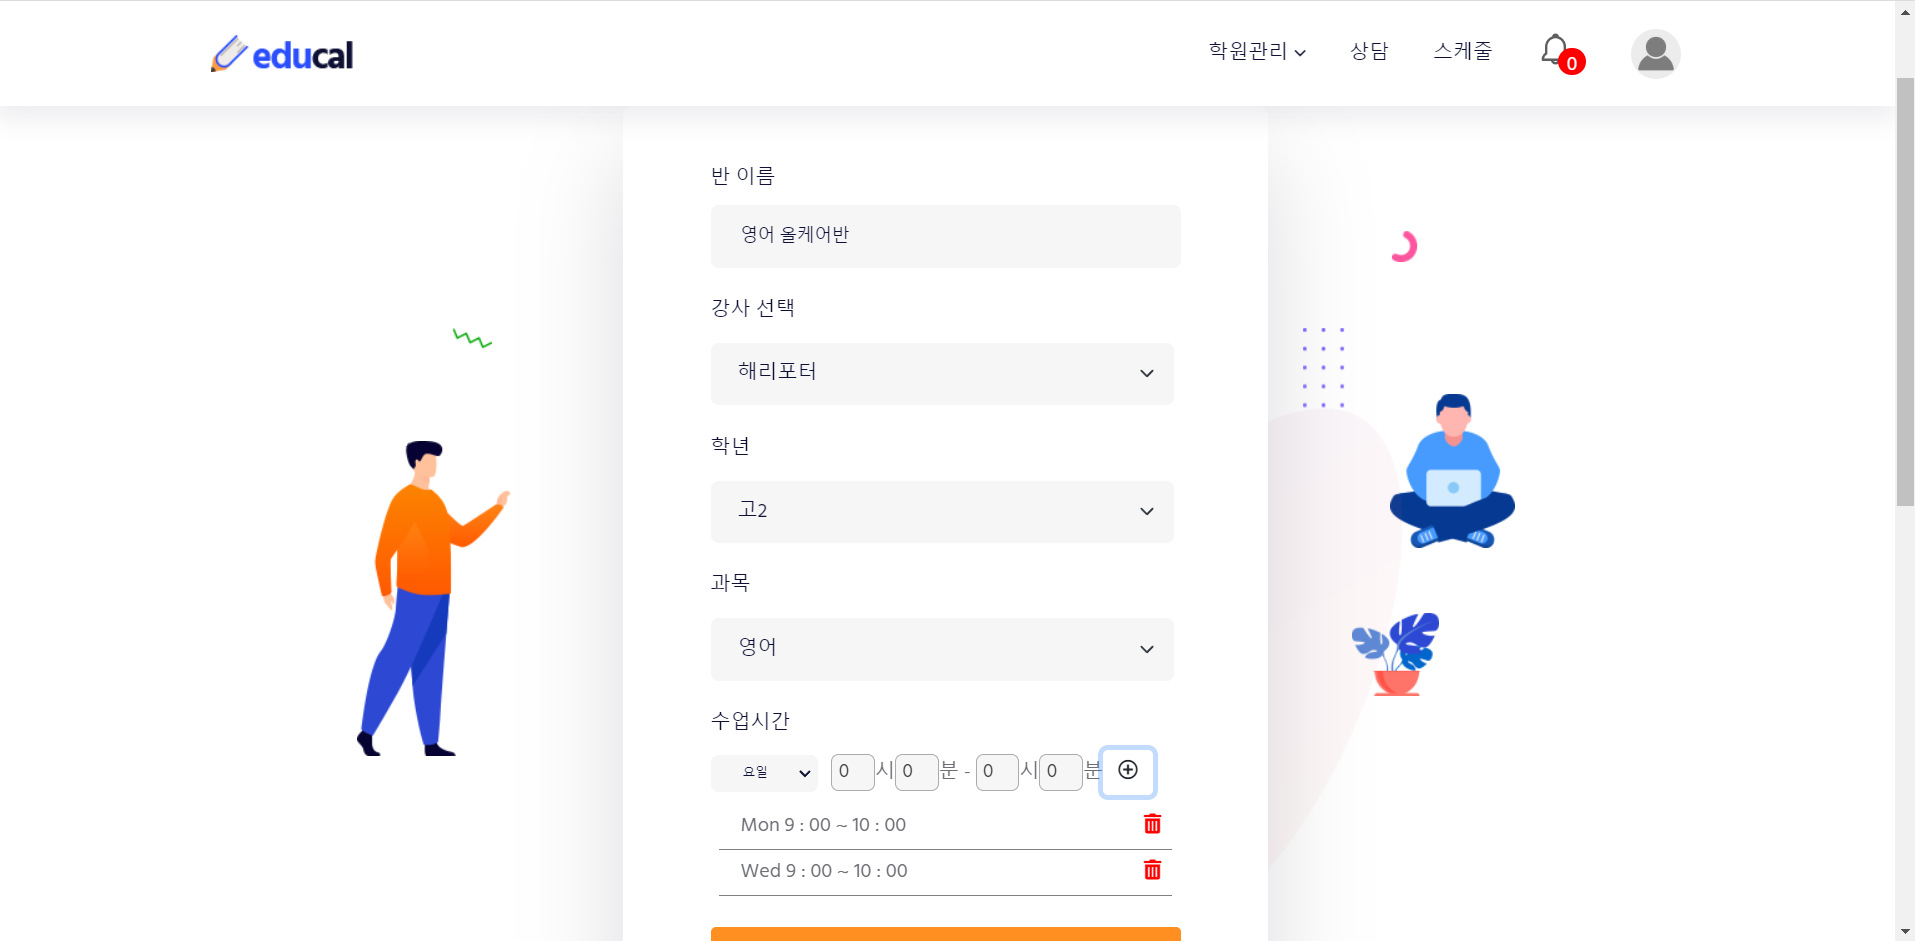 educal
학원관리 상담 스케줄 0
반 이름
영어 올케어반
강사 선택
해리포터
학년
고2
과목
영어
수업시간
요일 0 시 0 분 - 0 시 0 분
Mon 9 : 00 ~ 10 : 00
Wed 9 : 00 ~ 10 : 00